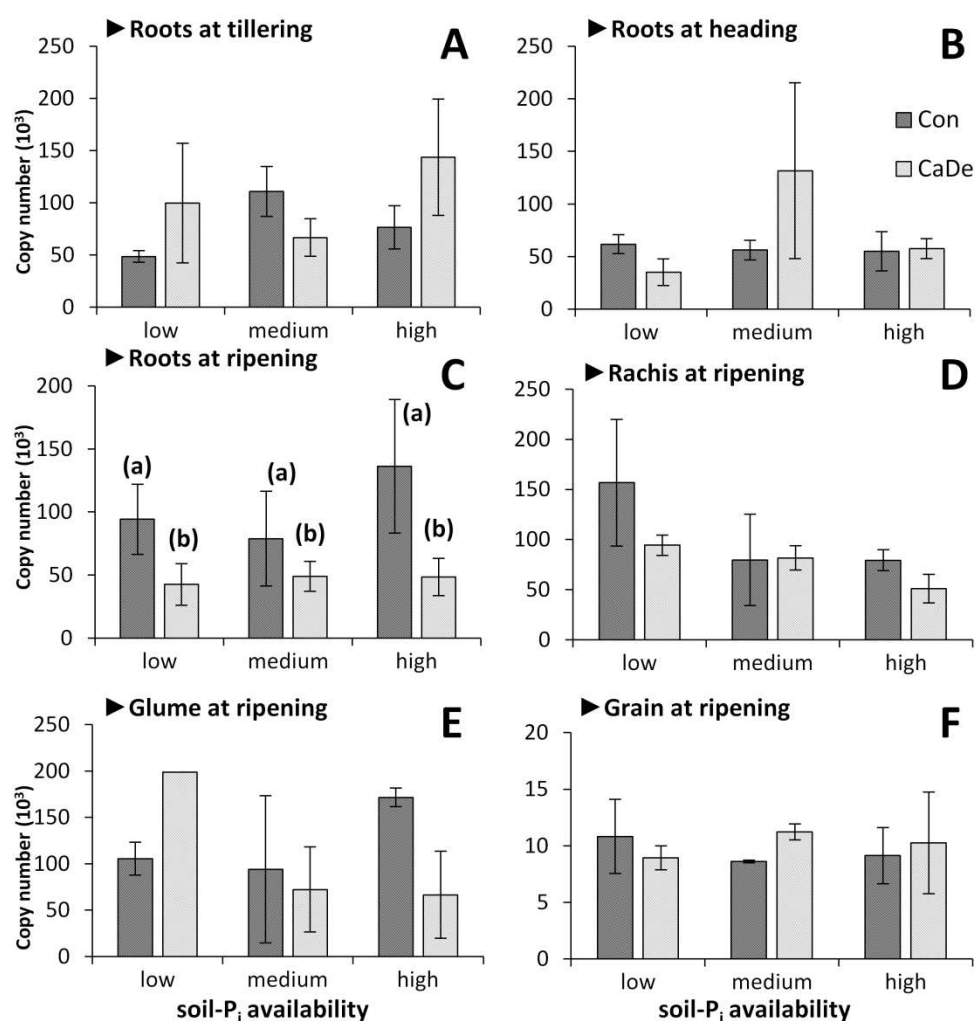 ►Roots at tillering
A
Copy number (10³)
250
200
150
100
50
0
low medium high
►Roots at heading
B
250
200
150
100
50
0
Con
CaDe
low medium high
►Roots at ripening
C
Copy number (10³)
200
150
100
50
0
(a)
(b)
(a)
(b)
(a)
(b)
low medium high
►Rachis at ripening
D
250
200
150
100
50
0
low medium high
►Glume at ripening
E
Copy number (10³)
200
150
100
50
0
low medium high
soil-Pᵢ availability
►Grain at ripening
F
20
15
10
5
0
low medium high
soil-Pᵢ availability